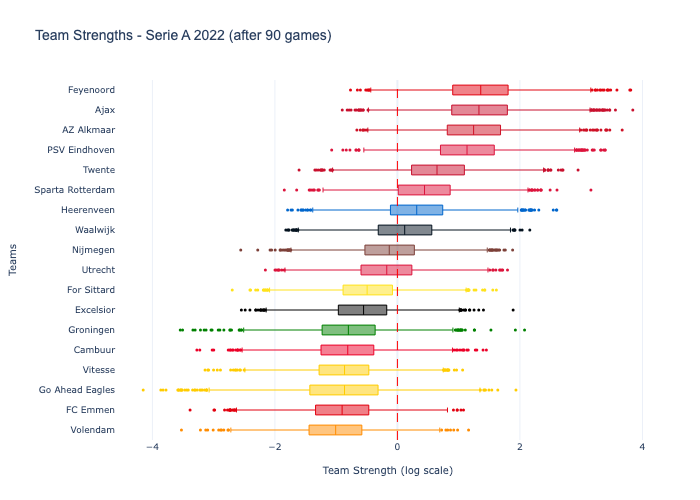 Team Strengths - Serie A 2022 (after 90 games)
Teams
Feyenoord
Ajax
AZ Alkmaar
PSV Eindhoven
Twente
Sparta Rotterdam
Heerenveen
Waalwijk
Nijmegen
Utrecht
For Sittard
Excelsior
Groningen
Cambuur
Vitesse
Go Ahead Eagles
FC Emmen
Volendam
−4 −2 0 2 4
Team Strength (log scale)